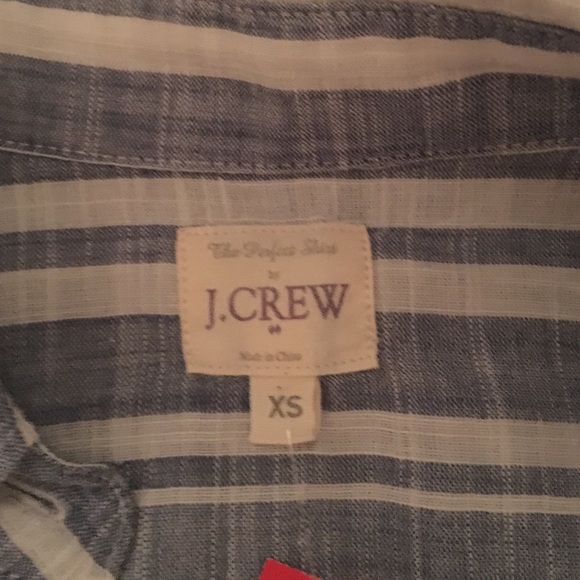 The Perfect Shirt
by
J.CREW
Made in China
XS